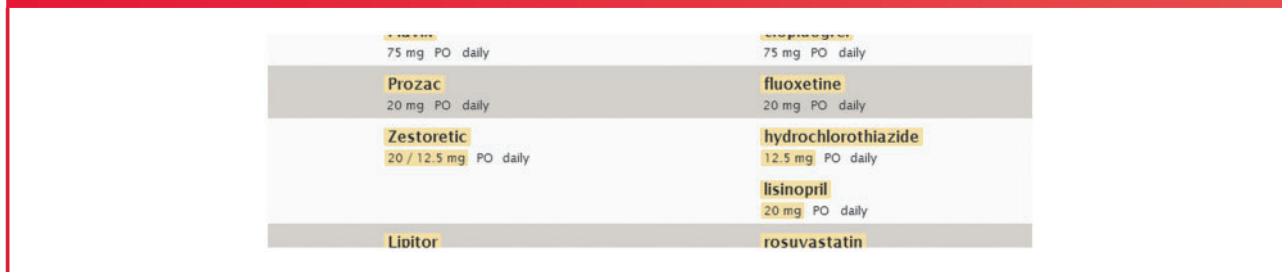 Plavix clopidogrel
75 mg PO daily 75 mg PO daily
Prozac fluoxetine
20 mg PO daily 20 mg PO daily
Zestoretic hydrochlorothiazide
20 / 12.5 mg PO daily 12.5 mg PO daily
lisinopril
20 mg PO daily
Lipitor rosuvastatin